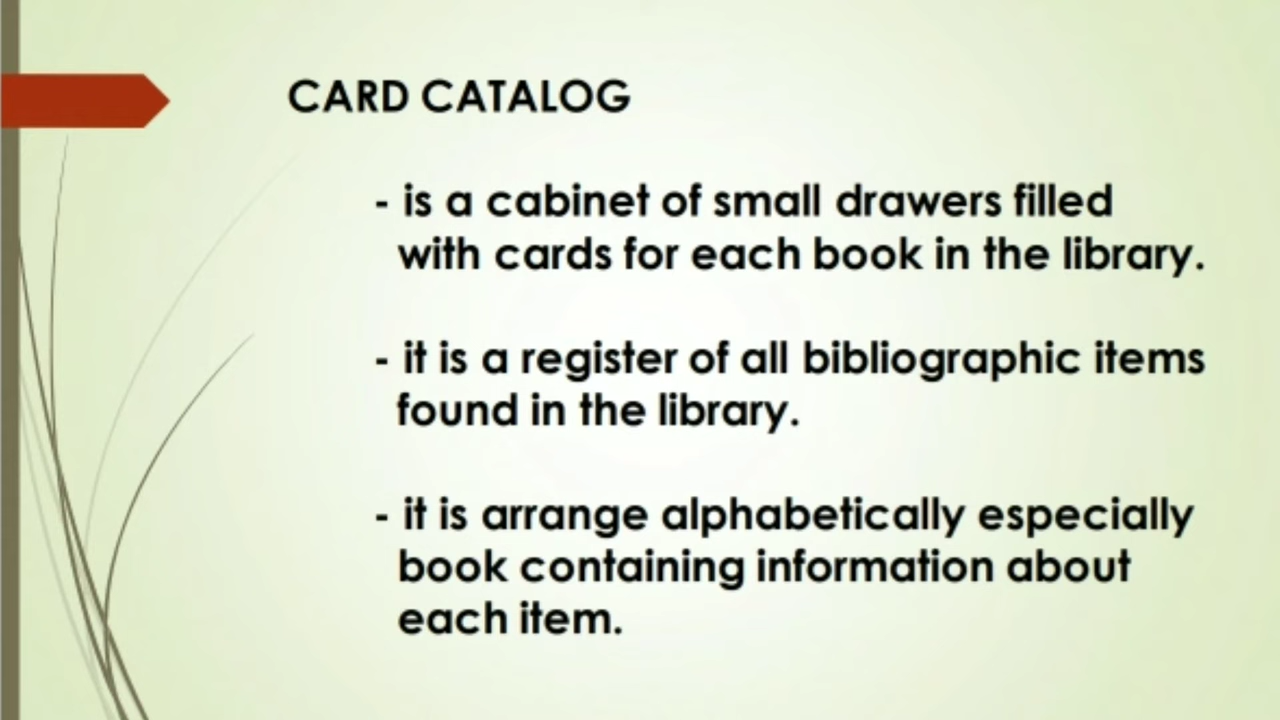 CARD CATALOG
- is a cabinet of small drawers filled
with cards for each book in the library.
- it is a register of all bibliographic items
found in the library.
- it is arrange alphabetically especially
book containing information about
each item.